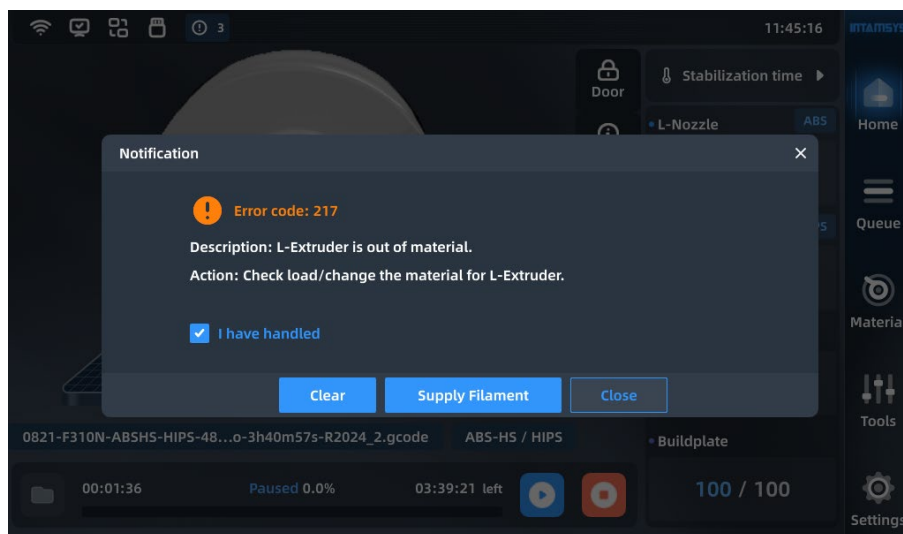 3
11:45:16
INTAMSYS
Door
Stabilization time
L-Nozzle
ABS
Home
Notification
Error code: 217
Queue
Description: L-Extruder is out of material.
Action: Check load/change the material for L-Extruder.
I have handled
Materia
Clear
Supply Filament
Close
Tools
0821-F310N-ABSHS-HIPS-48...o-3h40m57s-R2024_2.gcode
ABS-HS / HIPS
Buildplate
00:01:36
Paused 0.0%
03:39:21 left
100 / 100
Settings